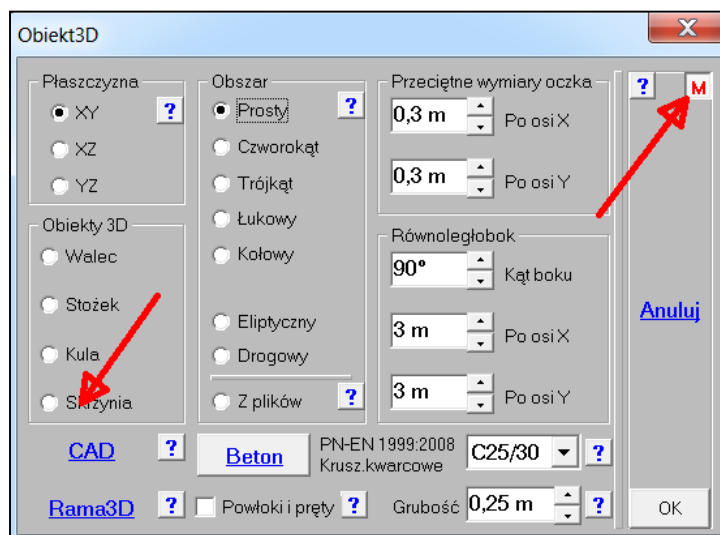 Obiekt3D
Płaszczyzna
XY
?
XZ
YZ
Obiekty 3D
Walec
Stożek
Kula
Skrzynia
Obszar
Prosty
?
Czworokąt
Trójkąt
Łukowy
Kołowy
Eliptyczny
Drogowy
Z plików
?
Przeciętne wymiary oczka
0,3 m Po osi X
0,3 m Po osi Y
Równoległobok
90° Kąt boku
3 m Po osi X
3 m Po osi Y
? M
Anuluj
CAD ?
Beton
PN-EN 1999:2008
Krusz.kwarcowe
C25/30 ?
Rama3D ?
Powłoki i pręty ?
Grubość 0,25 m ?
OK